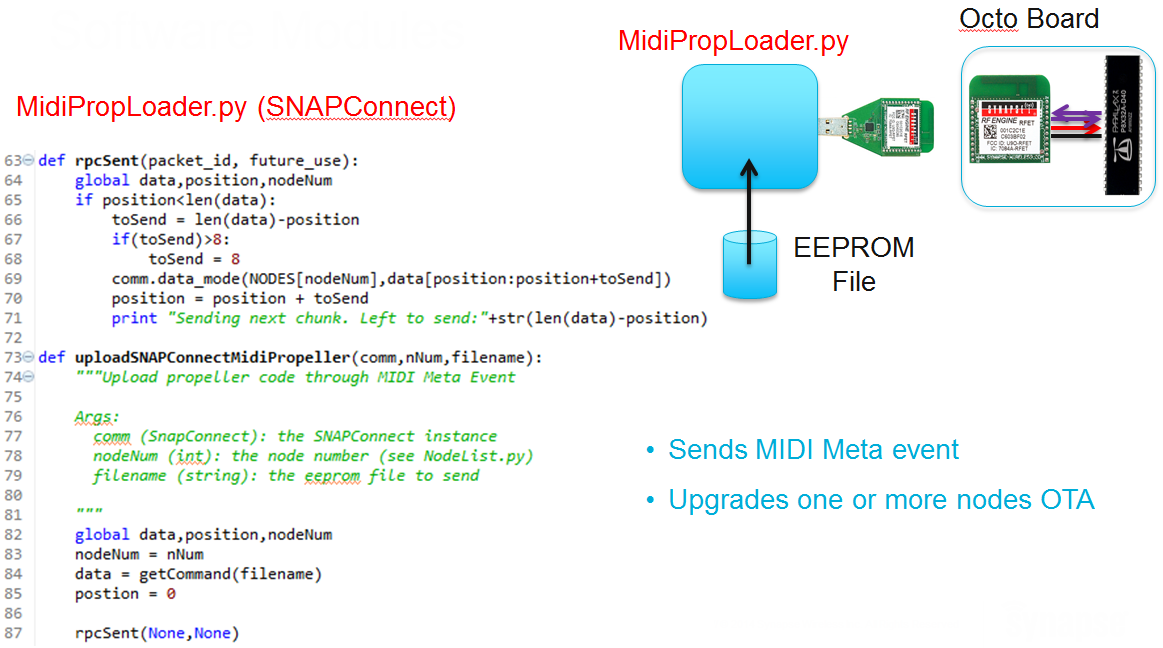 MidiPropLoader.py
Octo Board
MidiPropLoader.py (SNAPConnect)
RF ENGINE RFET
001C2C1E
C603BF02
FCC ID: U9O-RFET
IC: 7084A-RFET
PARALLAX
P8X32A-D40
EEPROM
File
63 def rpcSent(packet_id, future_use):
64     global data,position,nodeNum
65     if position<len(data):
66         toSend = len(data)-position
67         if(toSend)>8:
68             toSend = 8
69         comm.data_mode(NODES[nodeNum],data[position:position+toSend])
70         position = position + toSend
71         print "Sending next chunk. Left to send:"+str(len(data)-position)
72
73 def uploadSNAPConnectMidiPropeller(comm,nNum,filename):
74     """Upload propeller code through MIDI Meta Event
75
76     Args:
77       comm (SnapConnect): the SNAPConnect instance
78       nodeNum (int): the node number (see NodeList.py)
79       filename (string): the eeprom file to send
80
81     """
82     global data,position,nodeNum
83     nodeNum = nNum
84     data = getCommand(filename)
85     postion = 0
86
87     rpcSent(None,None)
• Sends MIDI Meta event
• Upgrades one or more nodes OTA